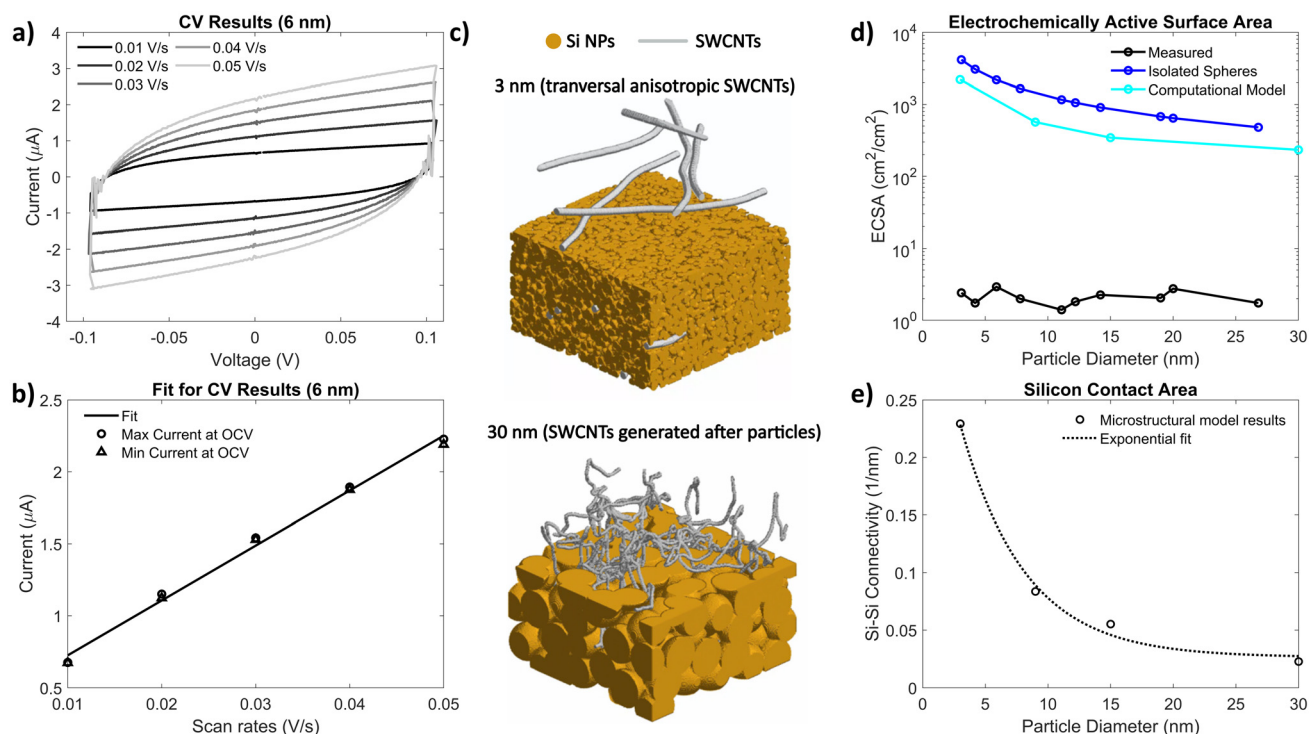 a)
CV Results (6 nm)
0.01 V/s
0.02 V/s
0.03 V/s
0.04 V/s
0.05 V/s
4
3
2
1
0
-1
-2
-3
-4
Current (μA)
-0.1
-0.05
0
0.05
0.1
Voltage (V)
b)
Fit for CV Results (6 nm)
Fit
Max Current at OCV
Min Current at OCV
2.5
2
1.5
1
0.5
Current (μA)
0.01
0.02
0.03
0.04
0.05
Scan rates (V/s)
c)
Si NPs
SWCNTs
3 nm (tranversal anisotropic SWCNTs)
30 nm (SWCNTs generated after particles)
d)
Electrochemically Active Surface Area
Measured
Isolated Spheres
Computational Model
10⁴
10³
10²
10¹
10⁰
ECSA (cm²/cm²)
0
5
10
15
20
25
30
Particle Diameter (nm)
e)
Silicon Contact Area
Microstructural model results
Exponential fit
0.25
0.2
0.15
0.1
0.05
0
Si-Si Connectivity (1/nm)
0
5
10
15
20
25
30
Particle Diameter (nm)